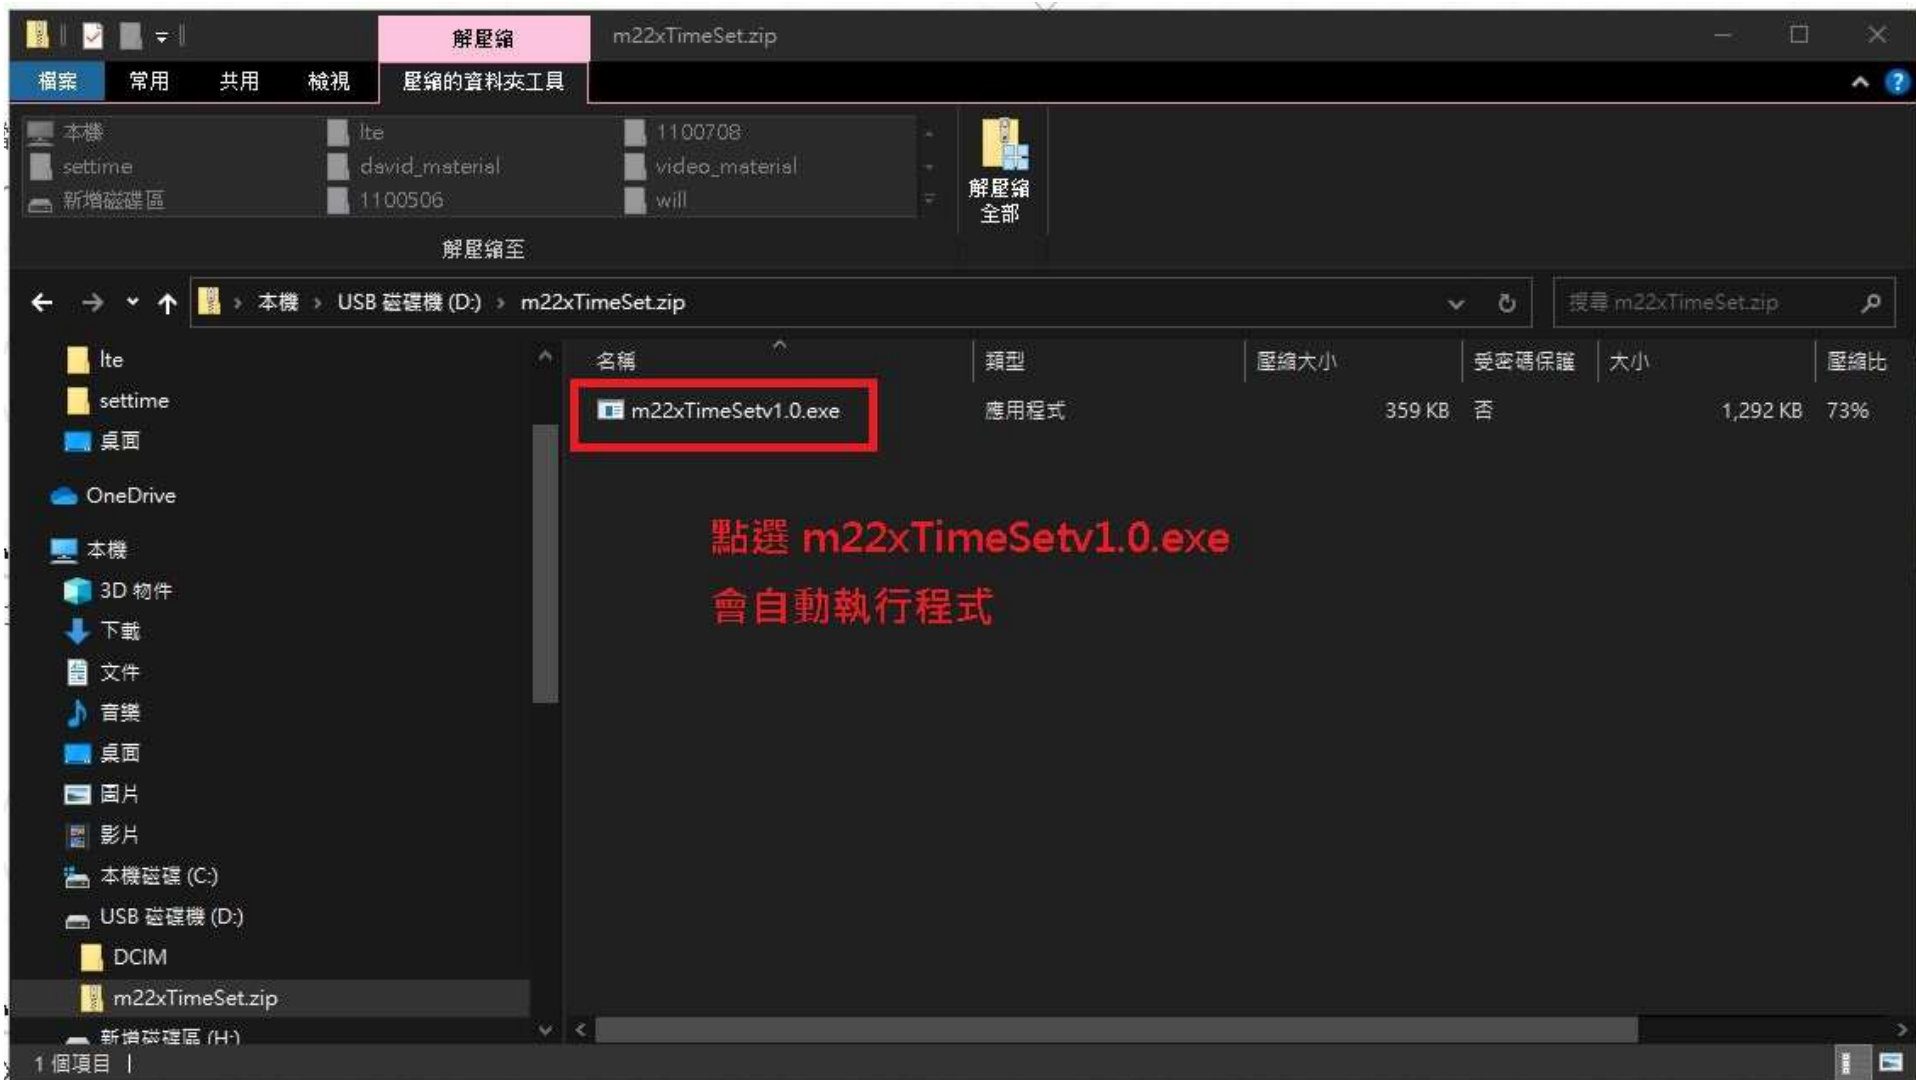 解壓縮 m22xTimeSet.zip
檔案 常用 共用 檢視 壓縮的資料夾工具
本機 lte 1100708
settime david_material video_material
新增磁碟區 1100506 will
解壓縮
全部
解壓縮至
本機 › USB 磁碟機 (D:) › m22xTimeSet.zip
搜尋 m22xTimeSet.zip
名稱 類型 壓縮大小 受密碼保護 大小 壓縮比
m22xTimeSetv1.0.exe 應用程式 359 KB 否 1,292 KB 73%
點選 m22xTimeSetv1.0.exe
會自動執行程式
lte
settime
桌面
OneDrive
本機
3D 物件
下載
文件
音樂
桌面
圖片
影片
本機磁碟 (C:)
USB 磁碟機 (D:)
DCIM
m22xTimeSet.zip
新增磁碟區 (H:)
1 個項目